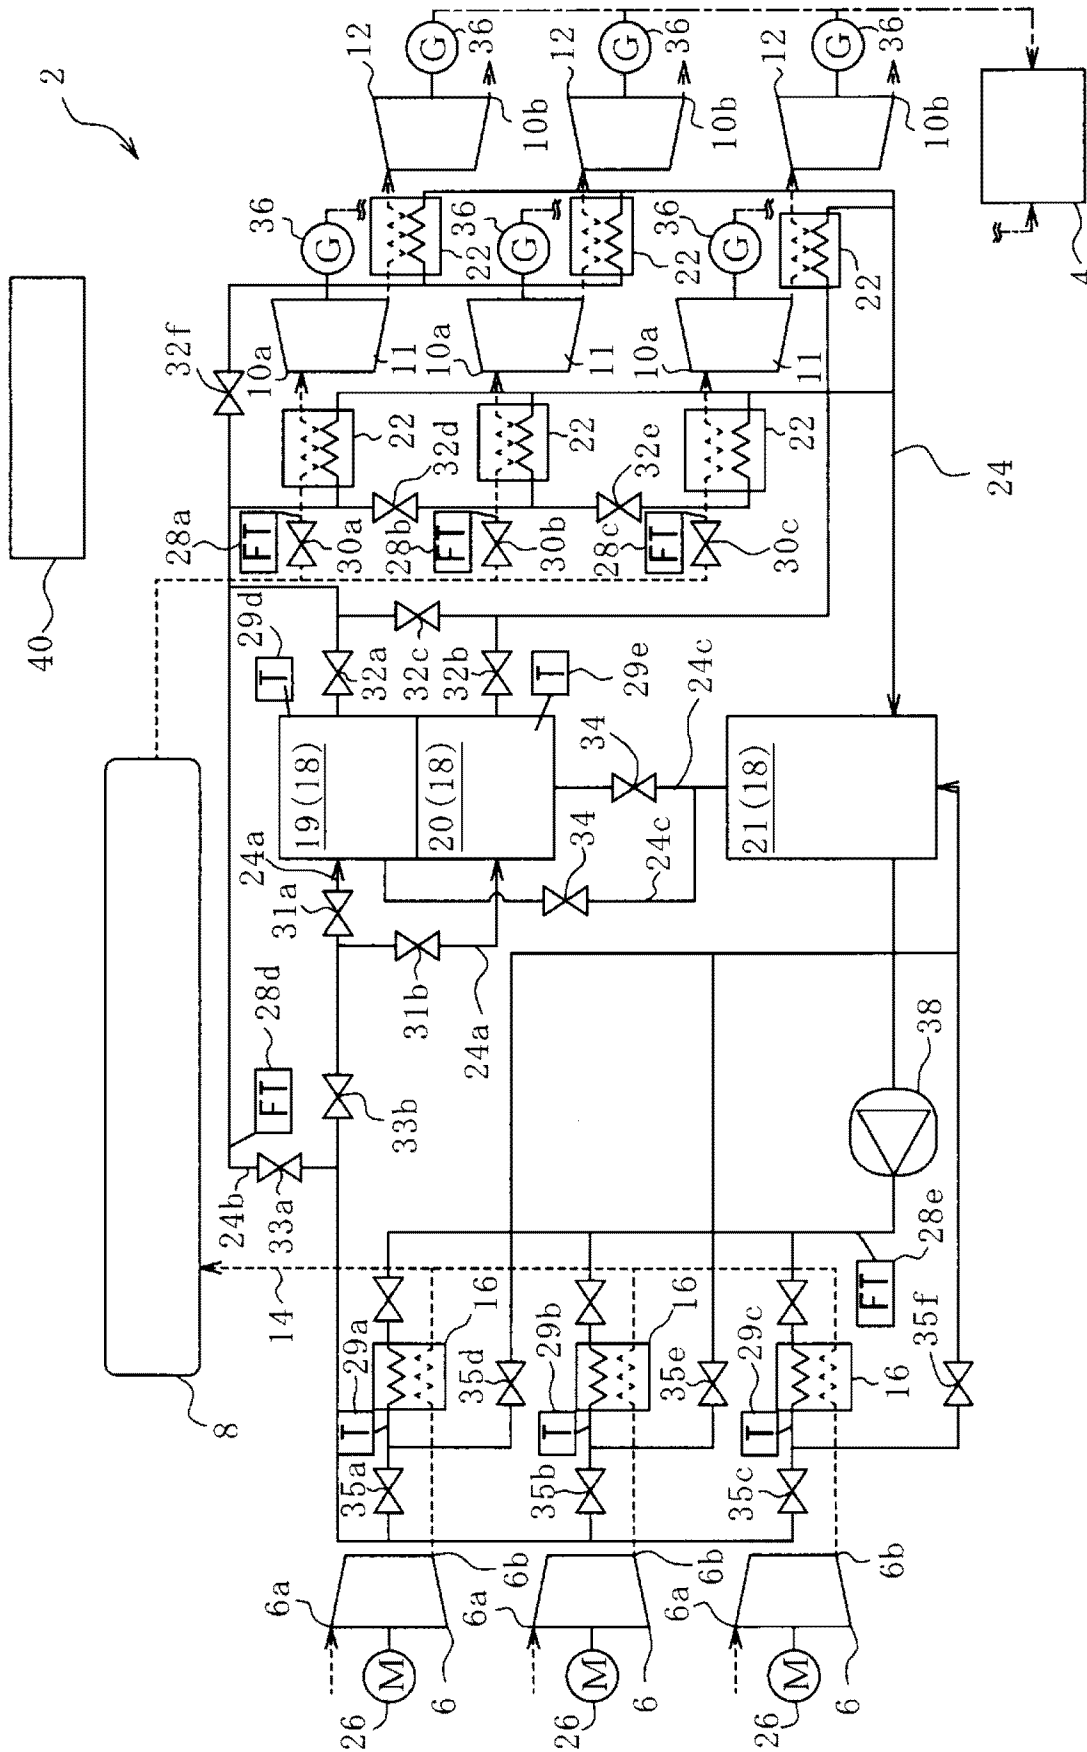 40
2
8
28a
32f
28d
29d
FT
24b
FT
T
10a
36
14
33a
6a
24a
30a
G
12
29a
31a
19(18)
26
M
T
35a
33b
32a
11
22
G
6
16
31b
28b
32c
32d
10a
36
36
FT
20(18)
22
35d
24a
32b
6b
6a
29b
30b
G
10b
12
T
34
29e
T
22
26
M
35b
28c
11
G
6
16
34
32e
10a
36
36
35e
24c
24c
FT
22
6b
6a
29c
30c
G
10b
12
T
21(18)
22
26
M
35c
11
G
6
28e
36
FT
16
38
22
6b
35f
24
10b
4